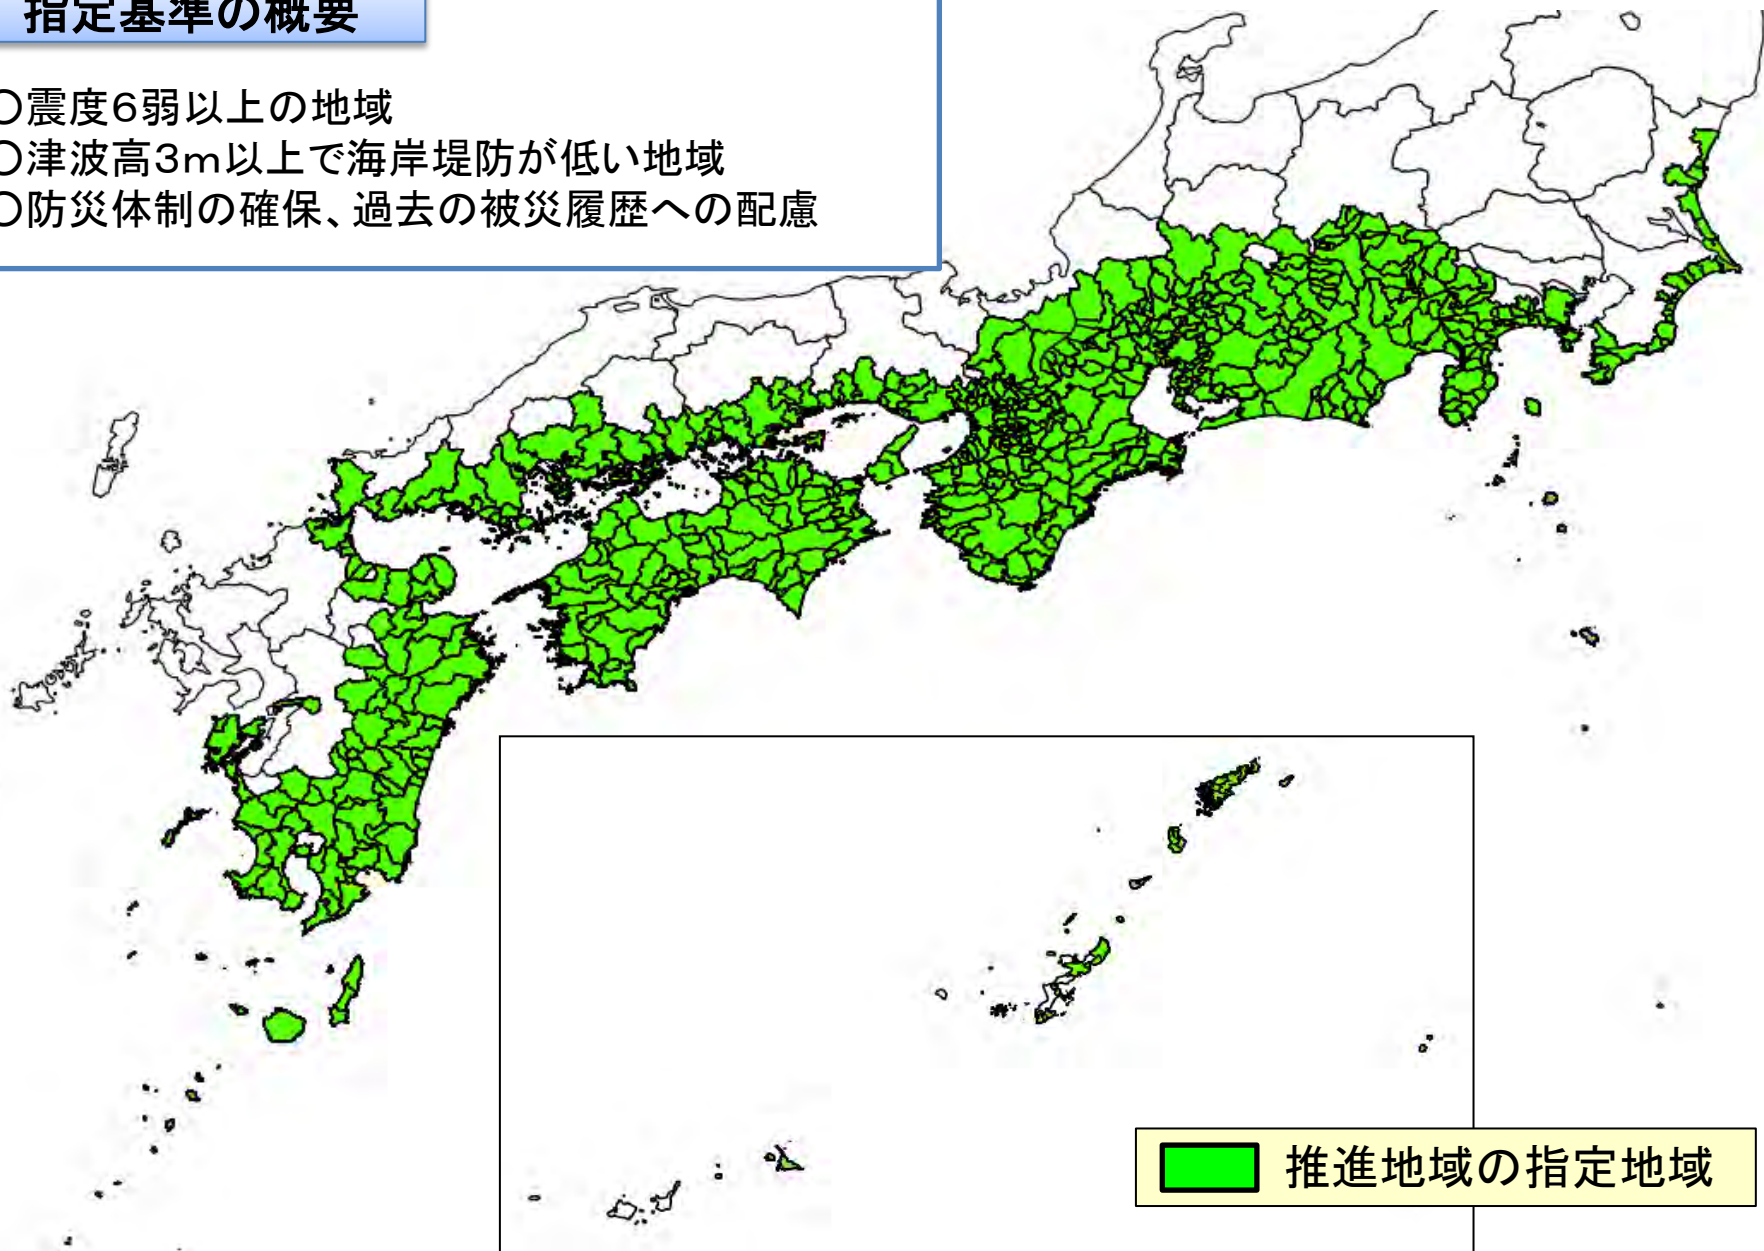 指定基準の概要
○震度6弱以上の地域
○津波高3m以上で海岸堤防が低い地域
○防災体制の確保、過去の被災履歴への配慮
推進地域の指定地域